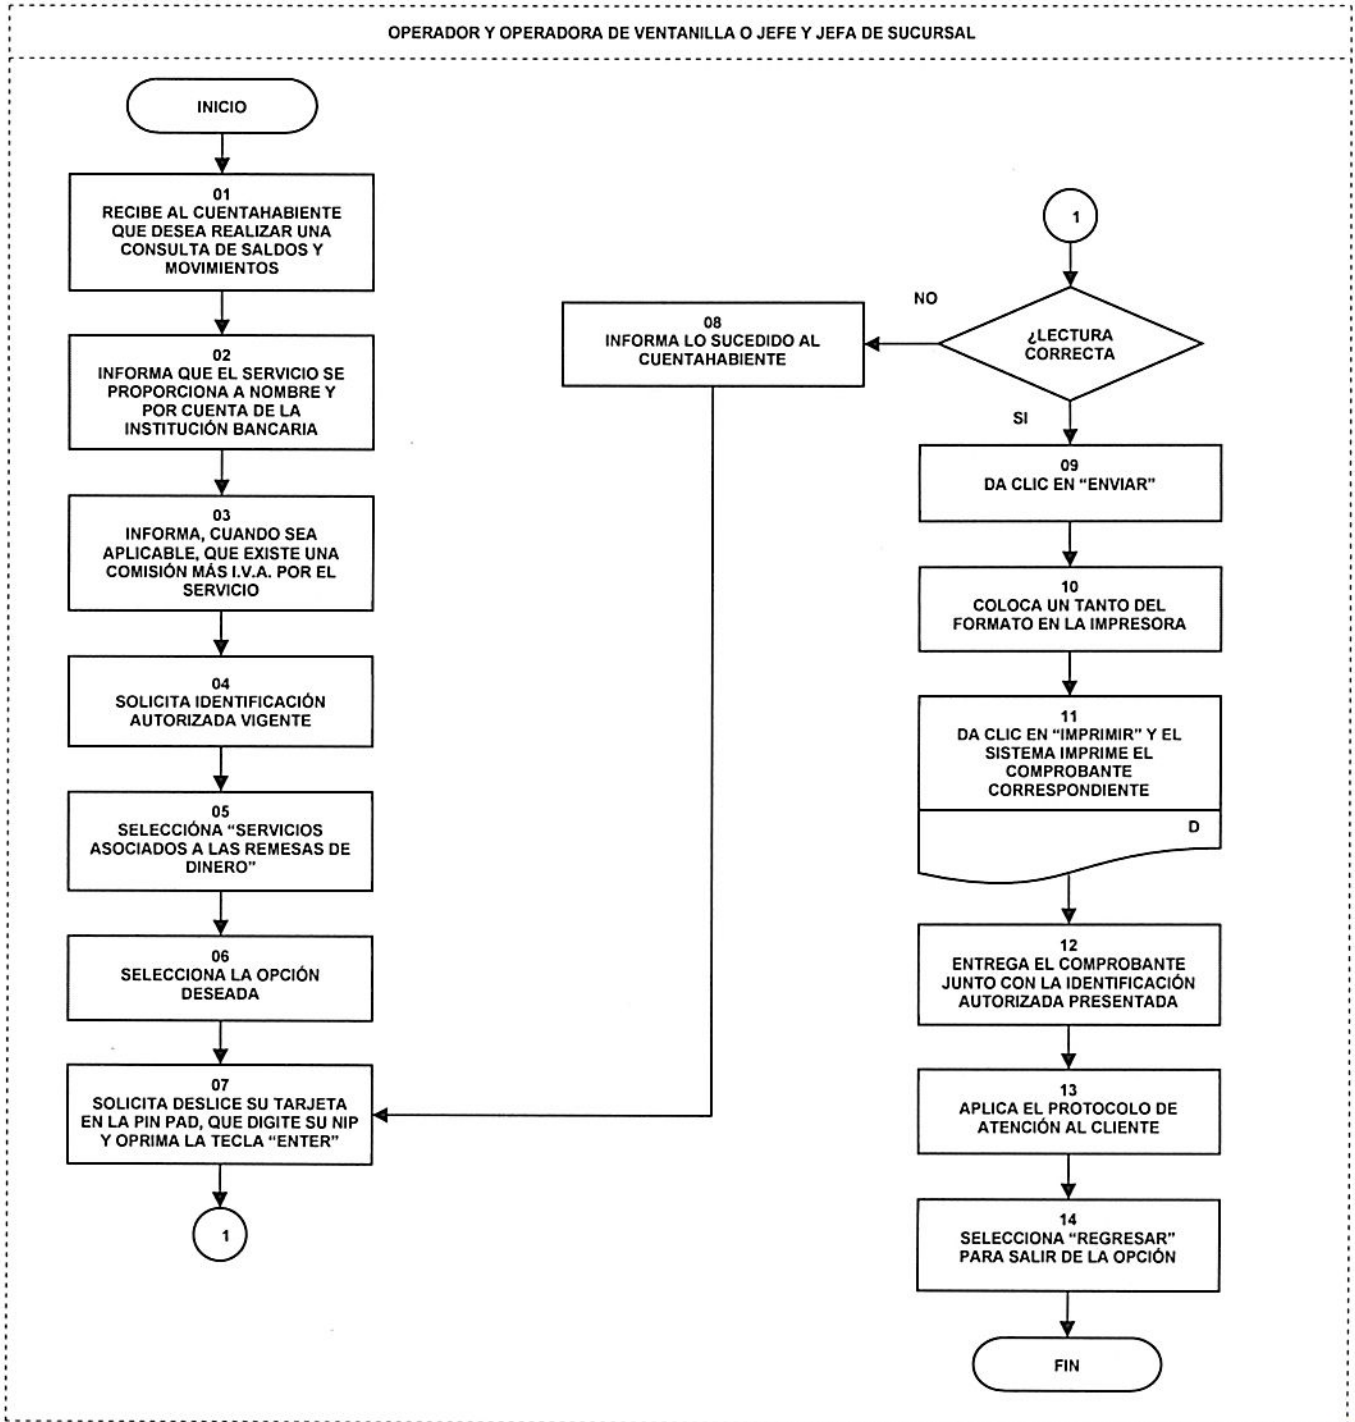 OPERADOR Y OPERADORA DE VENTANILLA O JEFE Y JEFA DE SUCURSAL
INICIO
01
RECIBE AL CUENTAHABIENTE
QUE DESEA REALIZAR UNA
CONSULTA DE SALDOS Y
MOVIMIENTOS
02
INFORMA QUE EL SERVICIO SE
PROPORCIONA A NOMBRE Y
POR CUENTA DE LA
INSTITUCIÓN BANCARIA
03
INFORMA, CUANDO SEA
APLICABLE, QUE EXISTE UNA
COMISIÓN MÁS I.V.A. POR EL
SERVICIO
04
SOLICITA IDENTIFICACIÓN
AUTORIZADA VIGENTE
05
SELECCIÓNA “SERVICIOS
ASOCIADOS A LAS REMESAS DE
DINERO”
06
SELECCIONA LA OPCIÓN
DESEADA
07
SOLICITA DESLICE SU TARJETA
EN LA PIN PAD, QUE DIGITE SU NIP
Y OPRIMA LA TECLA “ENTER”
1
1
¿LECTURA
CORRECTA
NO
08
INFORMA LO SUCEDIDO AL
CUENTAHABIENTE
SI
09
DA CLIC EN “ENVIAR”
10
COLOCA UN TANTO DEL
FORMATO EN LA IMPRESORA
11
DA CLIC EN “IMPRIMIR” Y EL
SISTEMA IMPRIME EL
COMPROBANTE
CORRESPONDIENTE
D
12
ENTREGA EL COMPROBANTE
JUNTO CON LA IDENTIFICACIÓN
AUTORIZADA PRESENTADA
13
APLICA EL PROTOCOLO DE
ATENCIÓN AL CLIENTE
14
SELECCIONA “REGRESAR”
PARA SALIR DE LA OPCIÓN
FIN